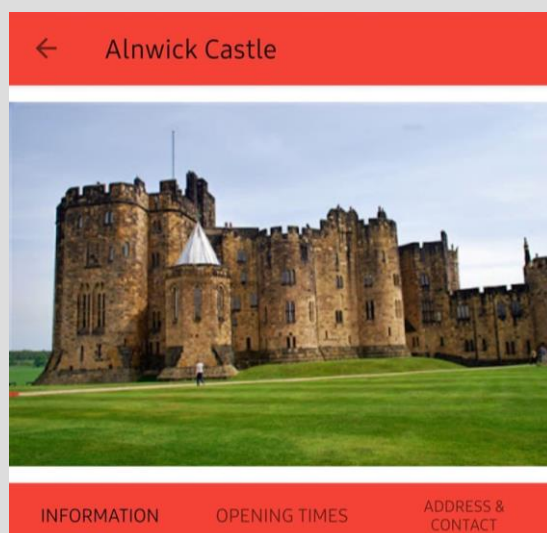 Alnwick Castle
INFORMATION
OPENING TIMES
ADDRESS &
CONTACT